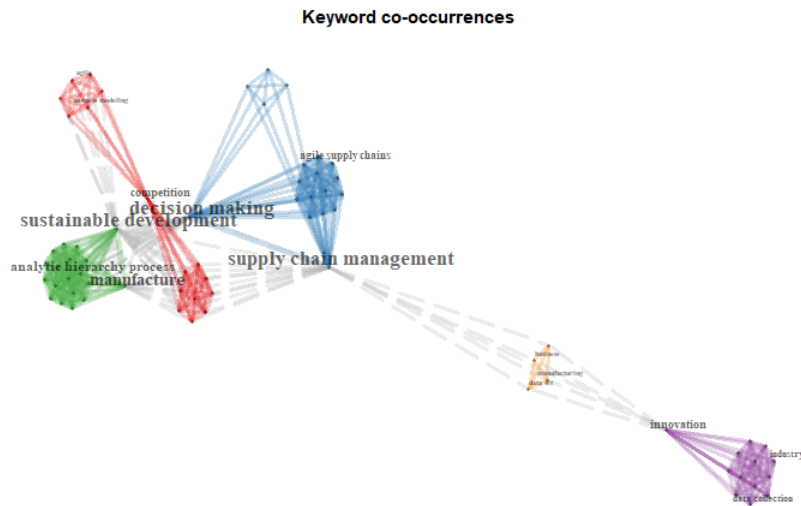 Keyword co-occurrences
agile supply chains
competition
decision making
sustainable development
supply chain management
analytic hierarchy process
manufacture
business
manufacturing
innovation
industry
data collection